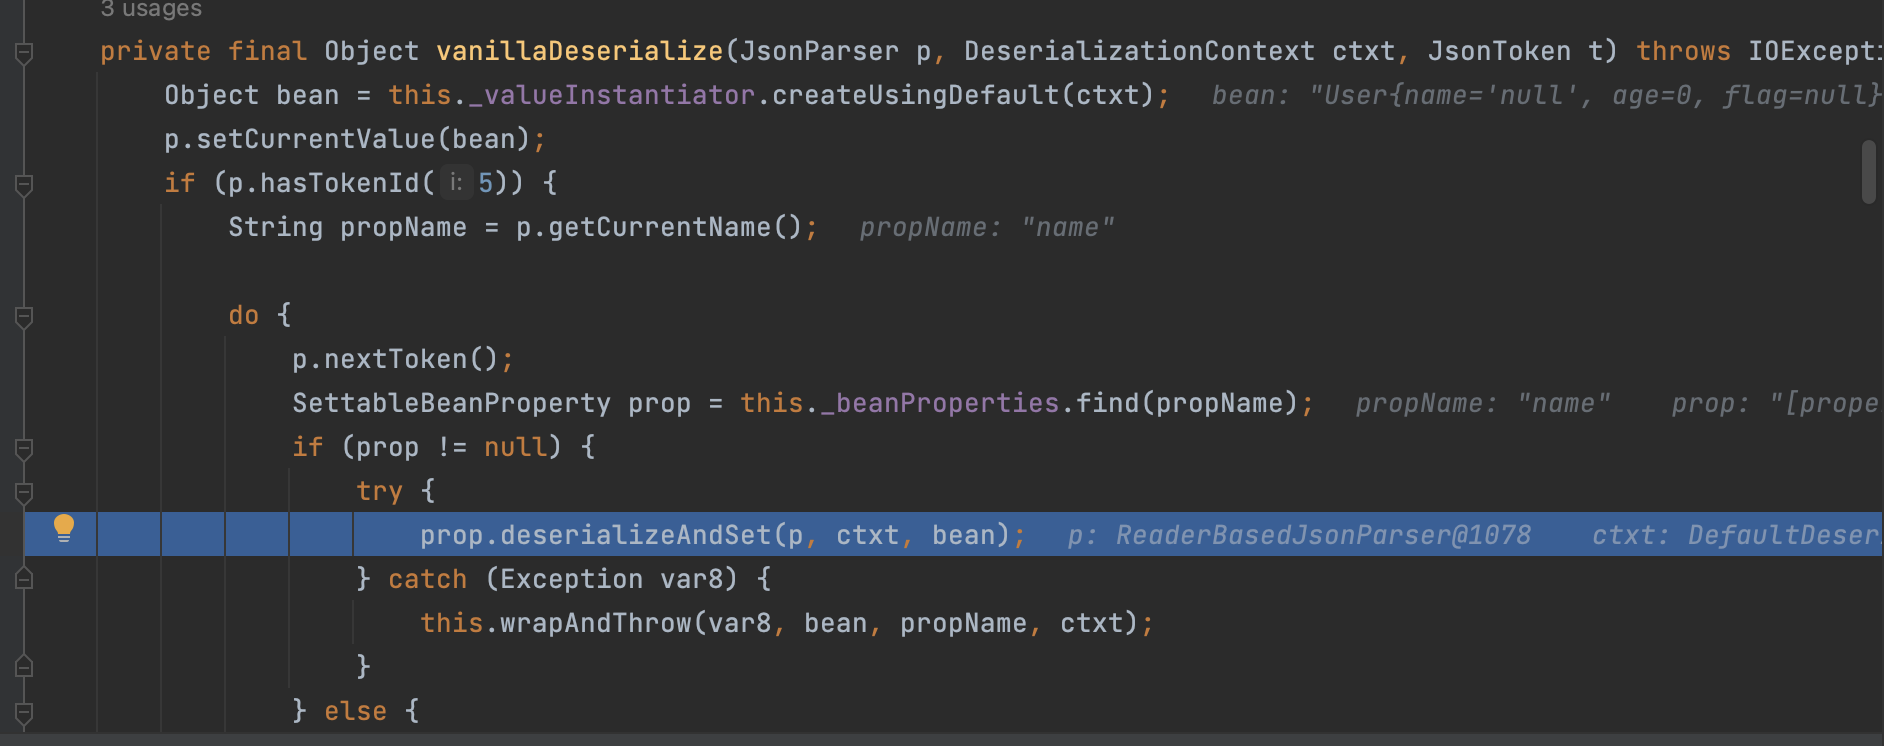 3 usages
private final Object vanillaDeserialize(JsonParser p, DeserializationContext ctxt, JsonToken t) throws IOExcepti
Object bean = this._valueInstantiator.createUsingDefault(ctxt); bean: "User{name='null', age=0, flag=null}
p.setCurrentValue(bean);
if (p.hasTokenId( i: 5)) {
String propName = p.getCurrentName(); propName: "name"
do {
p.nextToken();
SettableBeanProperty prop = this._beanProperties.find(propName); propName: "name" prop: "[prope
if (prop != null) {
try {
prop.deserializeAndSet(p, ctxt, bean); p: ReaderBasedJsonParser@1078 ctxt: DefaultDeser
} catch (Exception var8) {
this.wrapAndThrow(var8, bean, propName, ctxt);
}
} else {